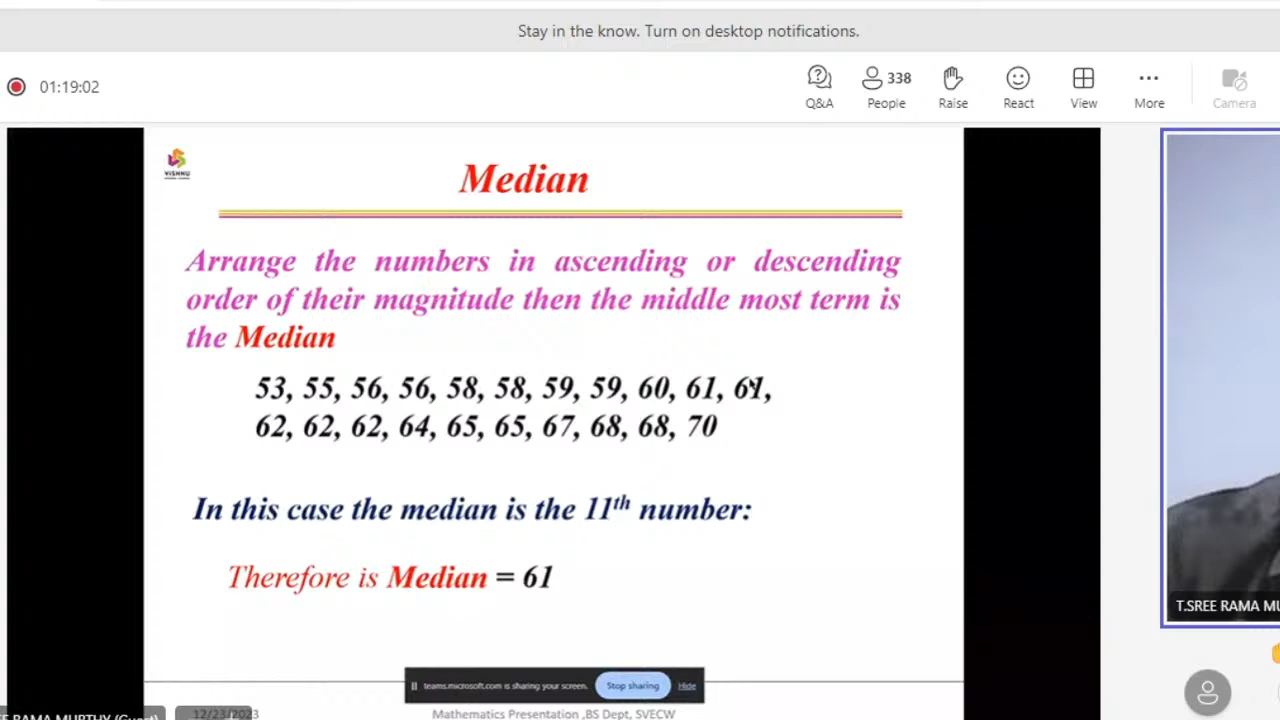 Stay in the know. Turn on desktop notifications.
01:19:02
Q&A
338
People
Raise
React
View
More
Camera
VISHNU
Median
Arrange the numbers in ascending or descending
order of their magnitude then the middle most term is
the Median
53, 55, 56, 56, 58, 58, 59, 59, 60, 61, 61,
62, 62, 62, 64, 65, 65, 67, 68, 68, 70
In this case the median is the 11th number:
Therefore is Median = 61
T.SREE RAMA MU
teams.microsoft.com is sharing your screen.
Stop sharing
Hide
RAMA MURTHY (Guest)
12/23/2023
Mathematics Presentation ,BS Dept, SVECW